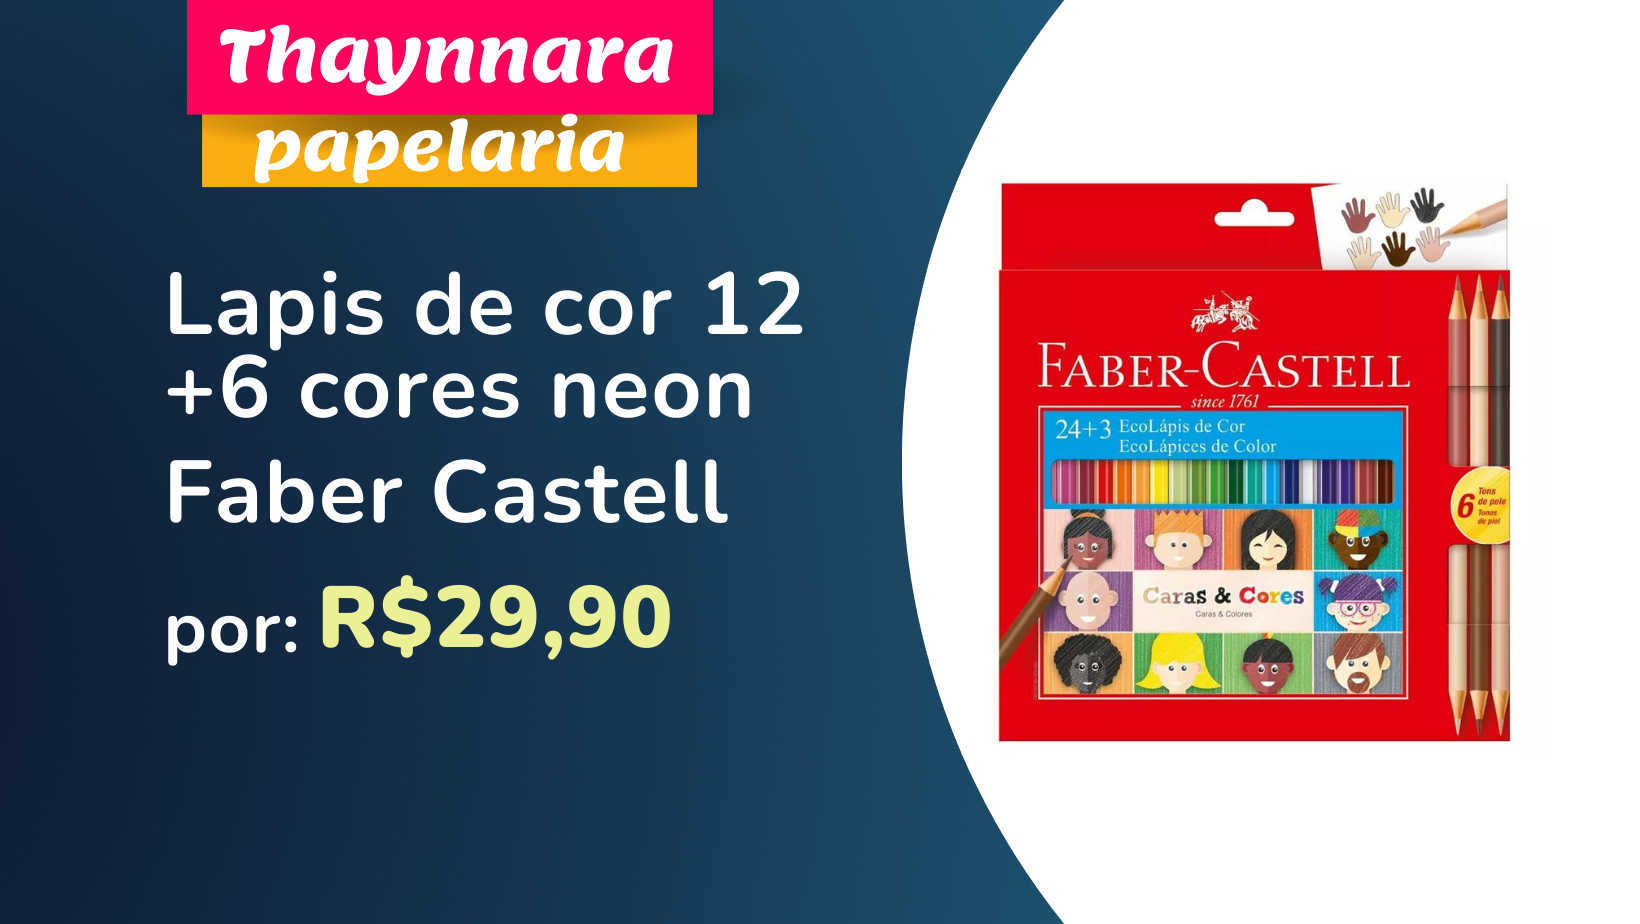 Thaynnara
papelaria
Lapis de cor 12
+6 cores neon
Faber Castell
por: R$29,90
FABER-CASTELL
since 1761
24+3 EcoLápis de Cor
EcoLápices de Color
6 Tons
de pele
Tonos
de piel
Caras & Cores
Caras & Colores